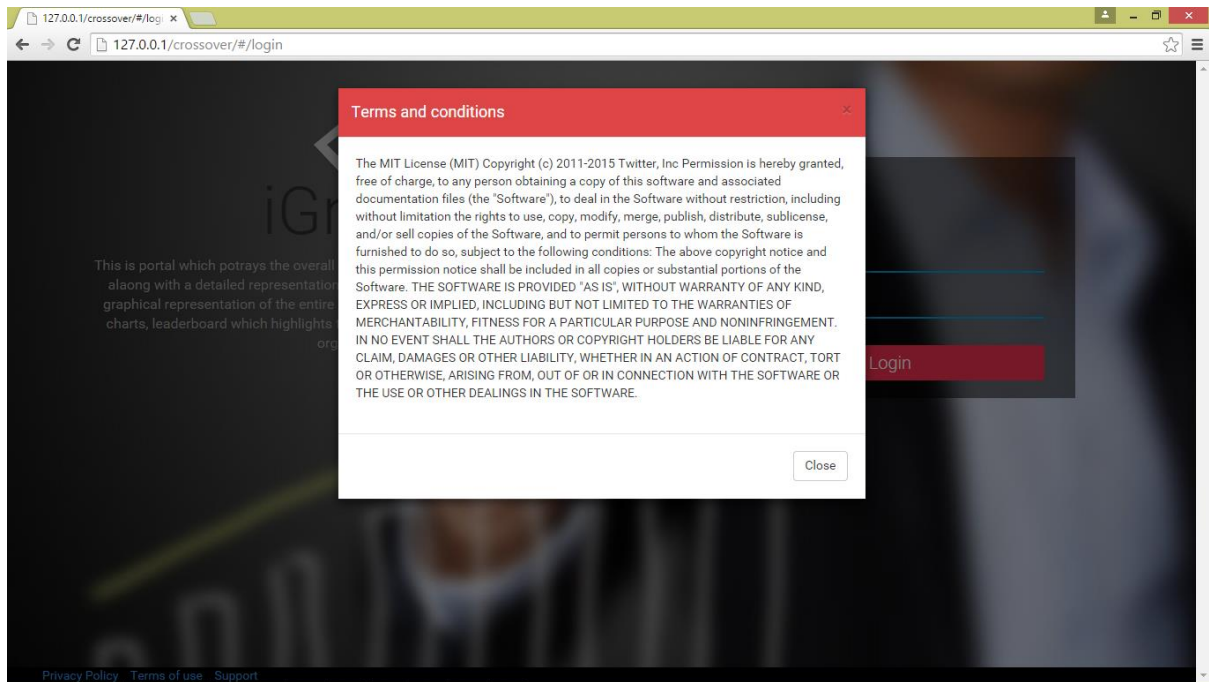 127.0.0.1/crossover/#/logi
127.0.0.1/crossover/#/login
Terms and conditions
The MIT License (MIT) Copyright (c) 2011-2015 Twitter, Inc Permission is hereby granted,
free of charge, to any person obtaining a copy of this software and associated
documentation files (the "Software"), to deal in the Software without restriction, including
without limitation the rights to use, copy, modify, merge, publish, distribute, sublicense,
and/or sell copies of the Software, and to permit persons to whom the Software is
furnished to do so, subject to the following conditions: The above copyright notice and
this permission notice shall be included in all copies or substantial portions of the
Software. THE SOFTWARE IS PROVIDED "AS IS", WITHOUT WARRANTY OF ANY KIND,
EXPRESS OR IMPLIED, INCLUDING BUT NOT LIMITED TO THE WARRANTIES OF
MERCHANTABILITY, FITNESS FOR A PARTICULAR PURPOSE AND NONINFRINGEMENT.
IN NO EVENT SHALL THE AUTHORS OR COPYRIGHT HOLDERS BE LIABLE FOR ANY
CLAIM, DAMAGES OR OTHER LIABILITY, WHETHER IN AN ACTION OF CONTRACT, TORT
OR OTHERWISE, ARISING FROM, OUT OF OR IN CONNECTION WITH THE SOFTWARE OR
THE USE OR OTHER DEALINGS IN THE SOFTWARE.
Close
iGr
This is portal which potrays the overall
alaong with a detailed representation
graphical representation of the entire
charts, leaderboard which highlights
org
Login
Privacy Policy Terms of use Support